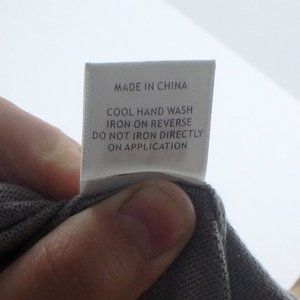 MADE IN CHINA
COOL HAND WASH
IRON ON REVERSE
DO NOT IRON DIRECTLY
ON APPLICATION